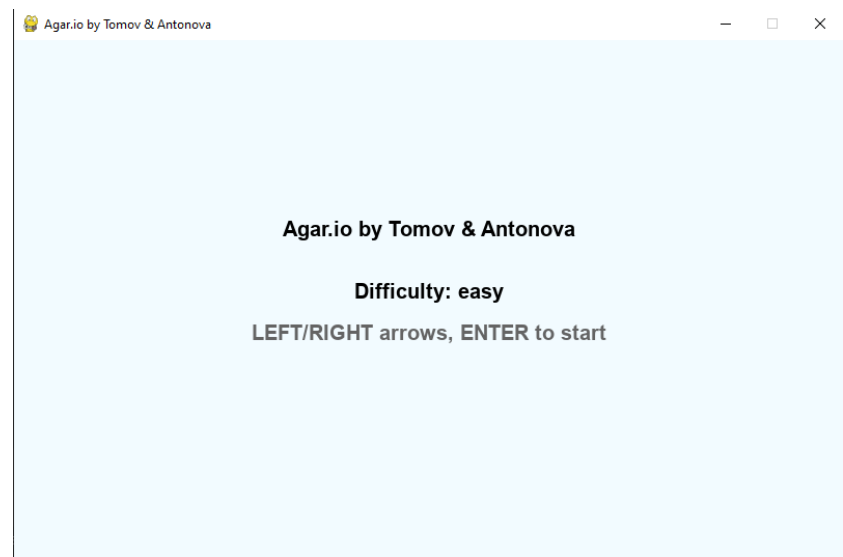 Agar.io by Tomov & Antonova
Agar.io by Tomov & Antonova
Difficulty: easy
LEFT/RIGHT arrows, ENTER to start